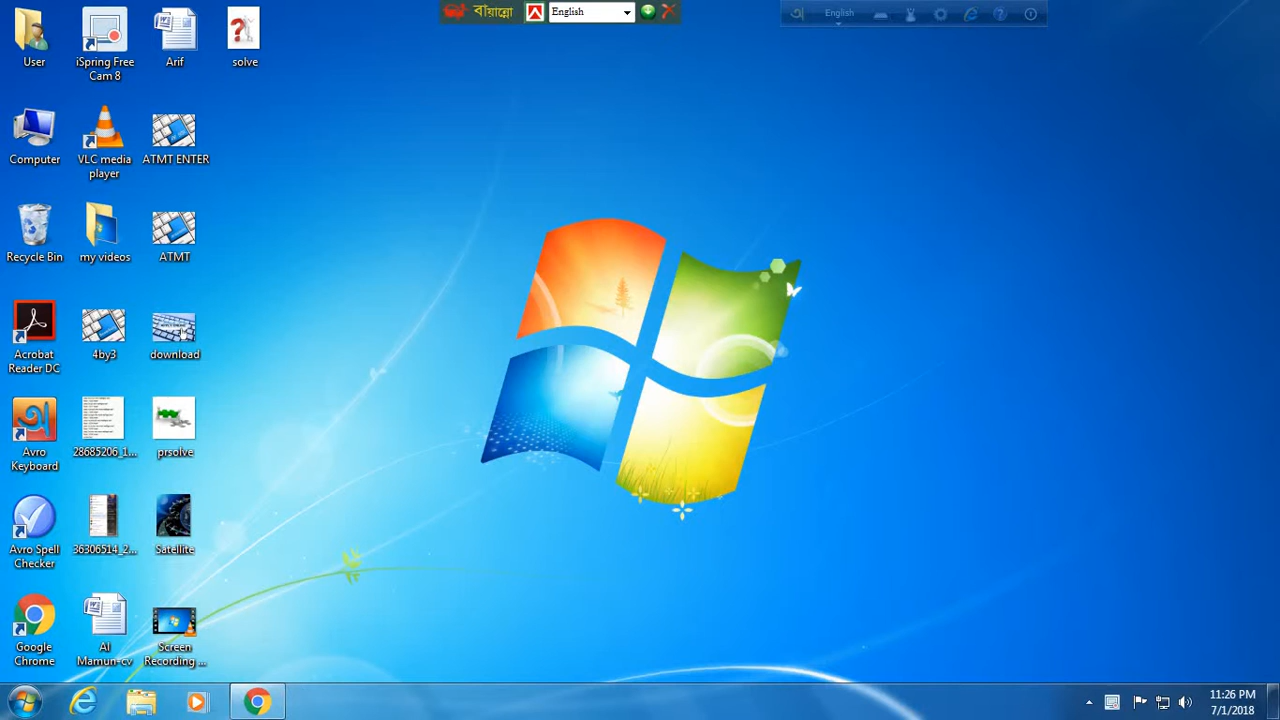 বায়ান্নো
English
English
User
iSpring Free
Cam 8
Arif
solve
Computer
VLC media
player
ATMT ENTER
Recycle Bin
my videos
ATMT
Acrobat
Reader DC
4by3
download
Avro
Keyboard
28685206_1...
prsolve
Avro Spell
Checker
36306514_2...
Satellite
Google
Chrome
Al
Mamun-cv
Screen
Recording ...
11:26 PM
7/1/2018